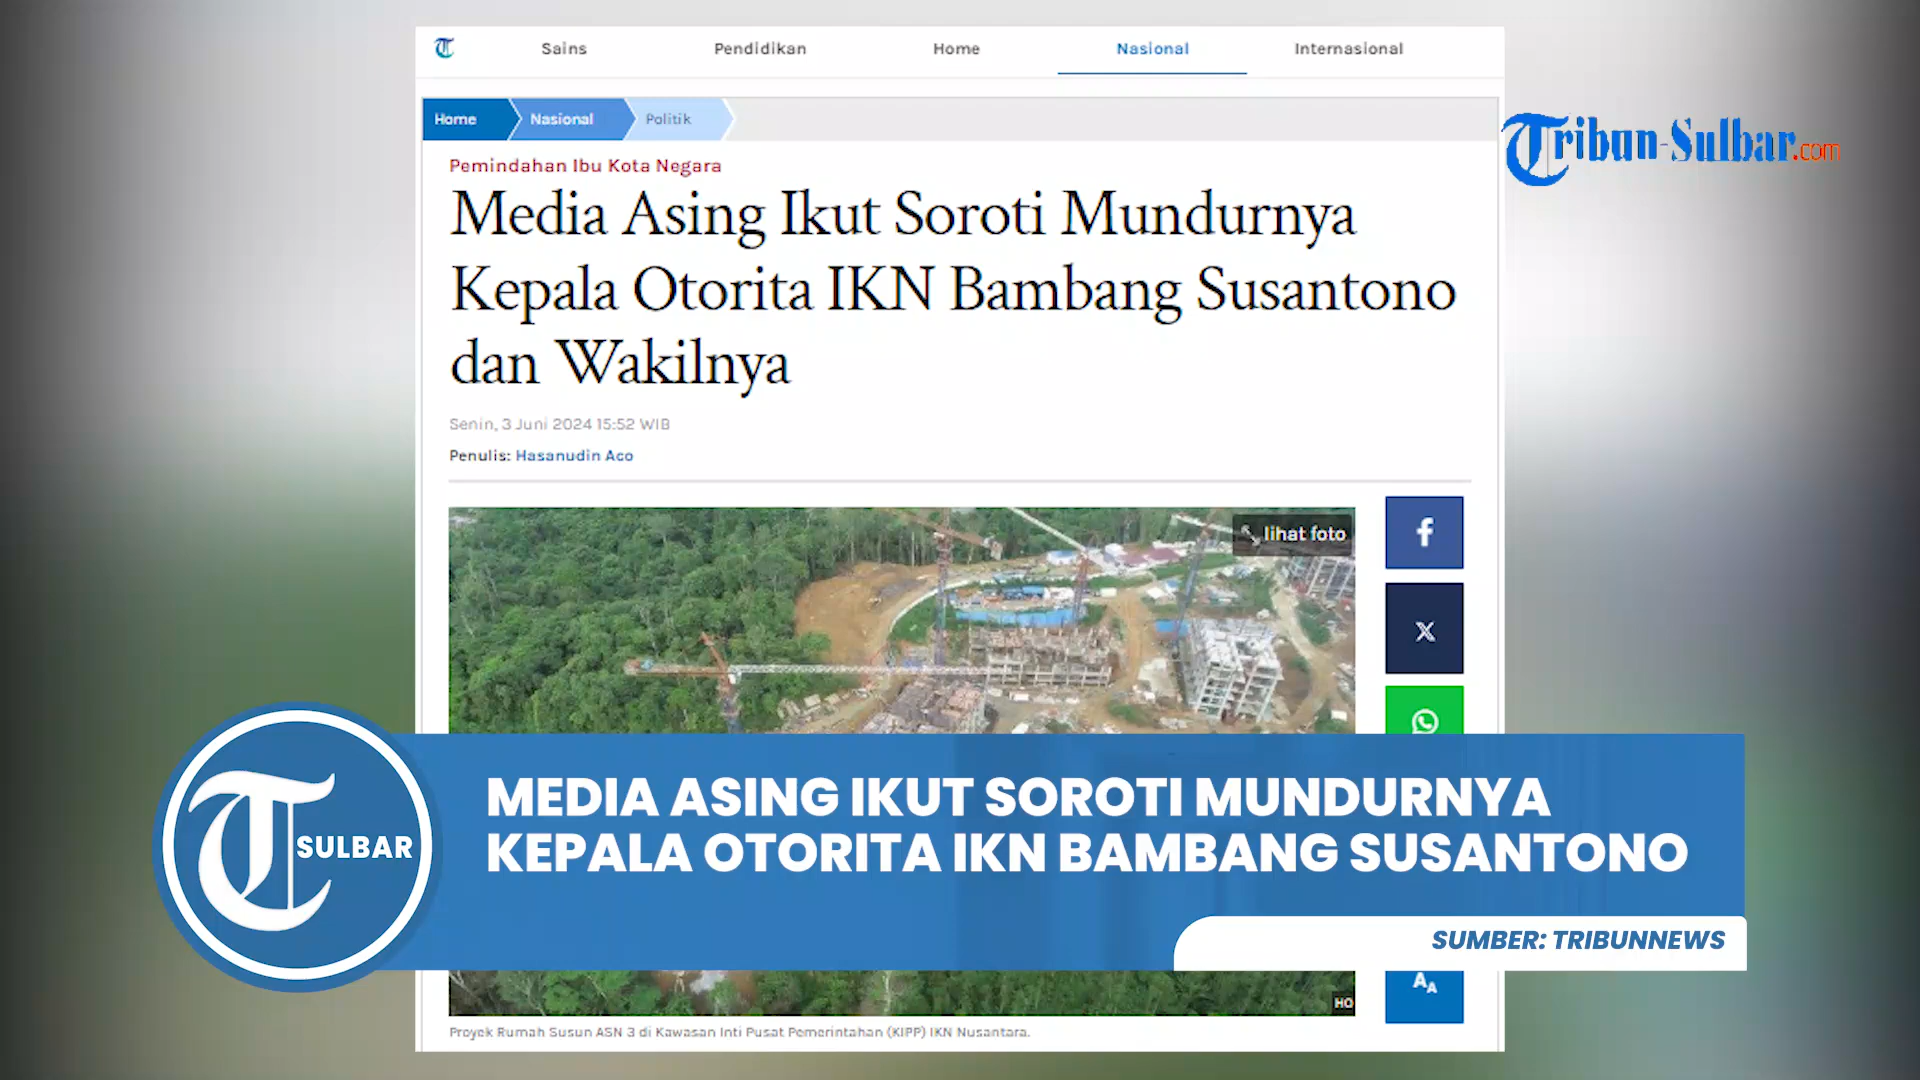 Sains Pendidikan Home Nasional Internasional
Home Nasional Politik
Tribun-Sulbar.com
Pemindahan Ibu Kota Negara
Media Asing Ikut Soroti Mundurnya
Kepala Otorita IKN Bambang Susantono
dan Wakilnya
Senin, 3 Juni 2024 15:52 WIB
Penulis: Hasanudin Aco
lihat foto
SULBAR
MEDIA ASING IKUT SOROTI MUNDURNYA
KEPALA OTORITA IKN BAMBANG SUSANTONO
SUMBER: TRIBUNNEWS
AA
HO
Proyek Rumah Susun ASN 3 di Kawasan Inti Pusat Pemerintahan (KIPP) IKN Nusantara.